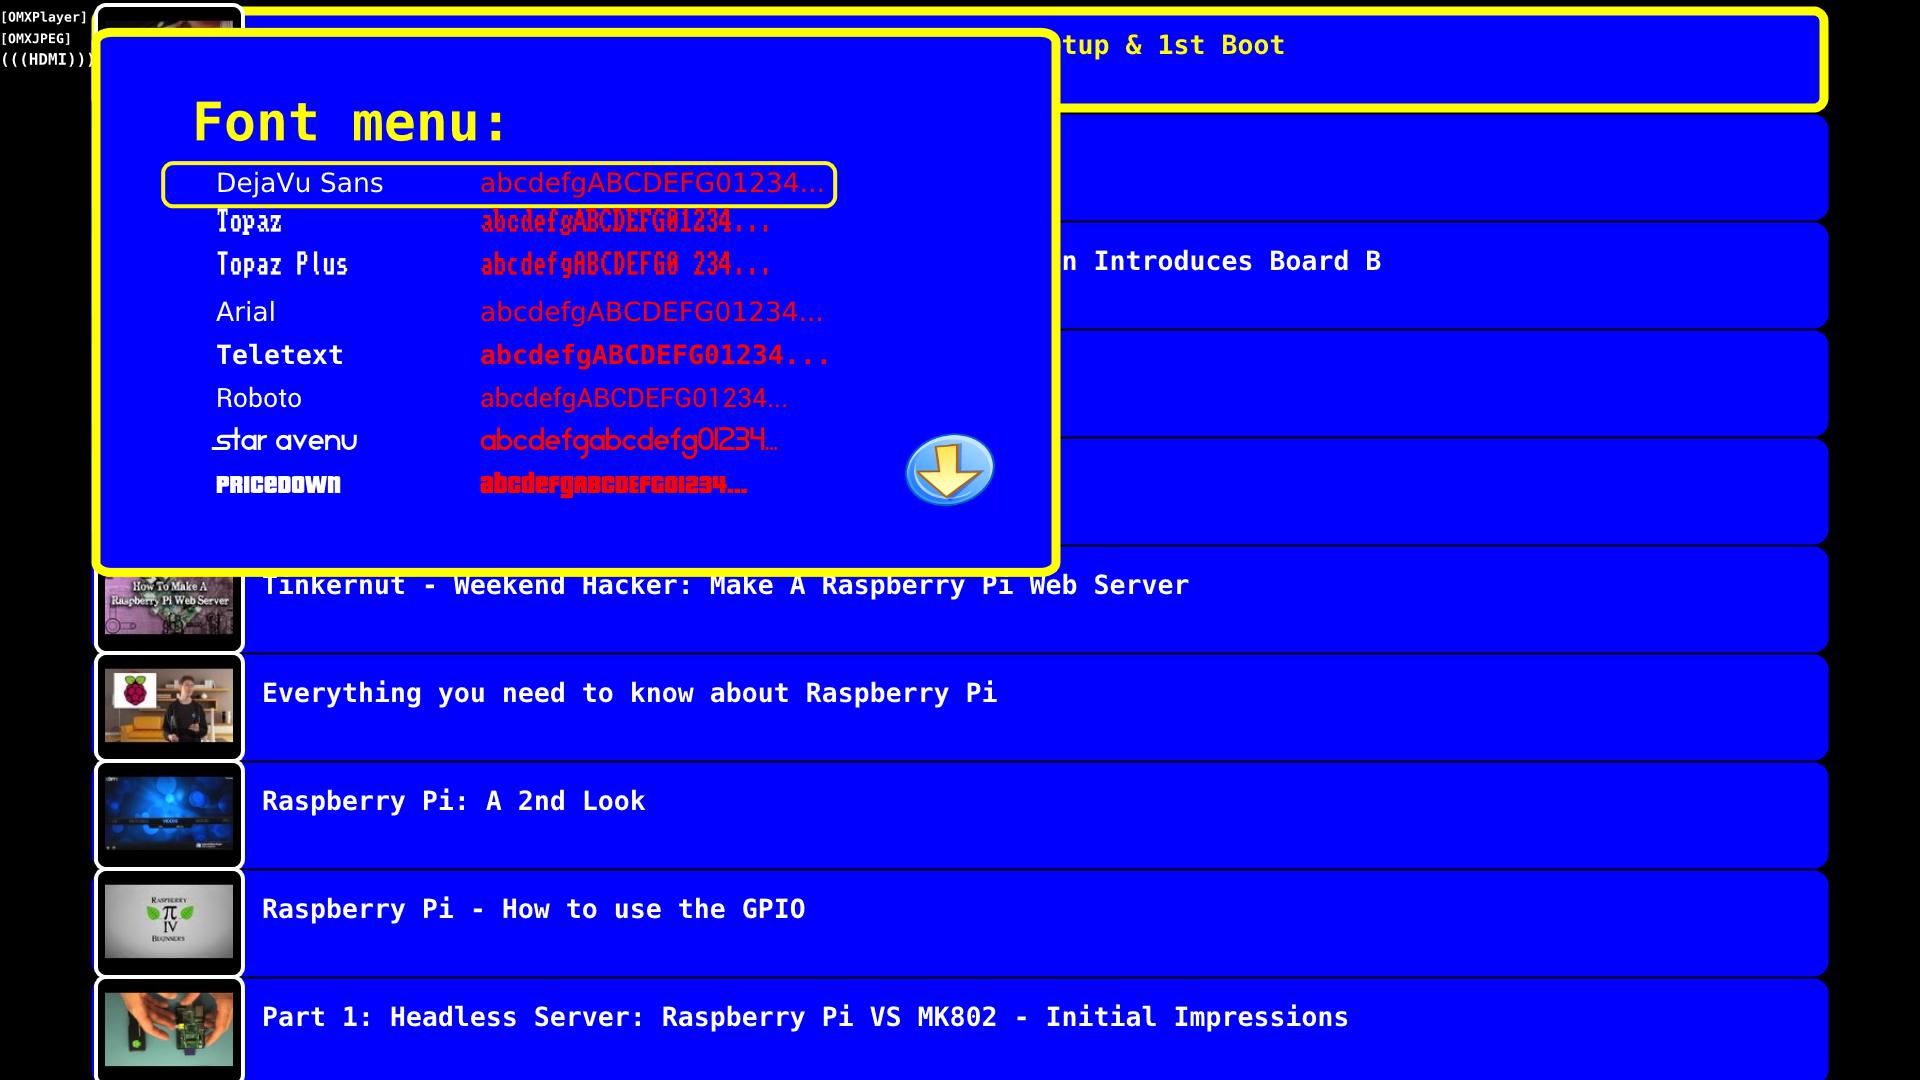 [OMXPlayer]
[OMXJPEG]
(((HDMI)))
tup & 1st Boot
Font menu:
DejaVu Sans abcdefgABCDEFG01234...
Topaz abcdefgABCDEFG01234...
Topaz Plus abcdefgABCDEFG0 234...
Arial abcdefgABCDEFG01234...
Teletext abcdefgABCDEFG01234...
Roboto abcdefgABCDEFG01234...
star avenu abcdefgabcdefg01234...
PRICEDOWN abcdefgABCDEFG01234...
n Introduces Board B
How To Make A
Raspberry Pi Web Server
Tinkernut - Weekend Hacker: Make A Raspberry Pi Web Server
Everything you need to know about Raspberry Pi
VIDEOS
Raspberry Pi: A 2nd Look
RASPBERRY
π
IV
BEGINNERS
Raspberry Pi - How to use the GPIO
Part 1: Headless Server: Raspberry Pi VS MK802 - Initial Impressions